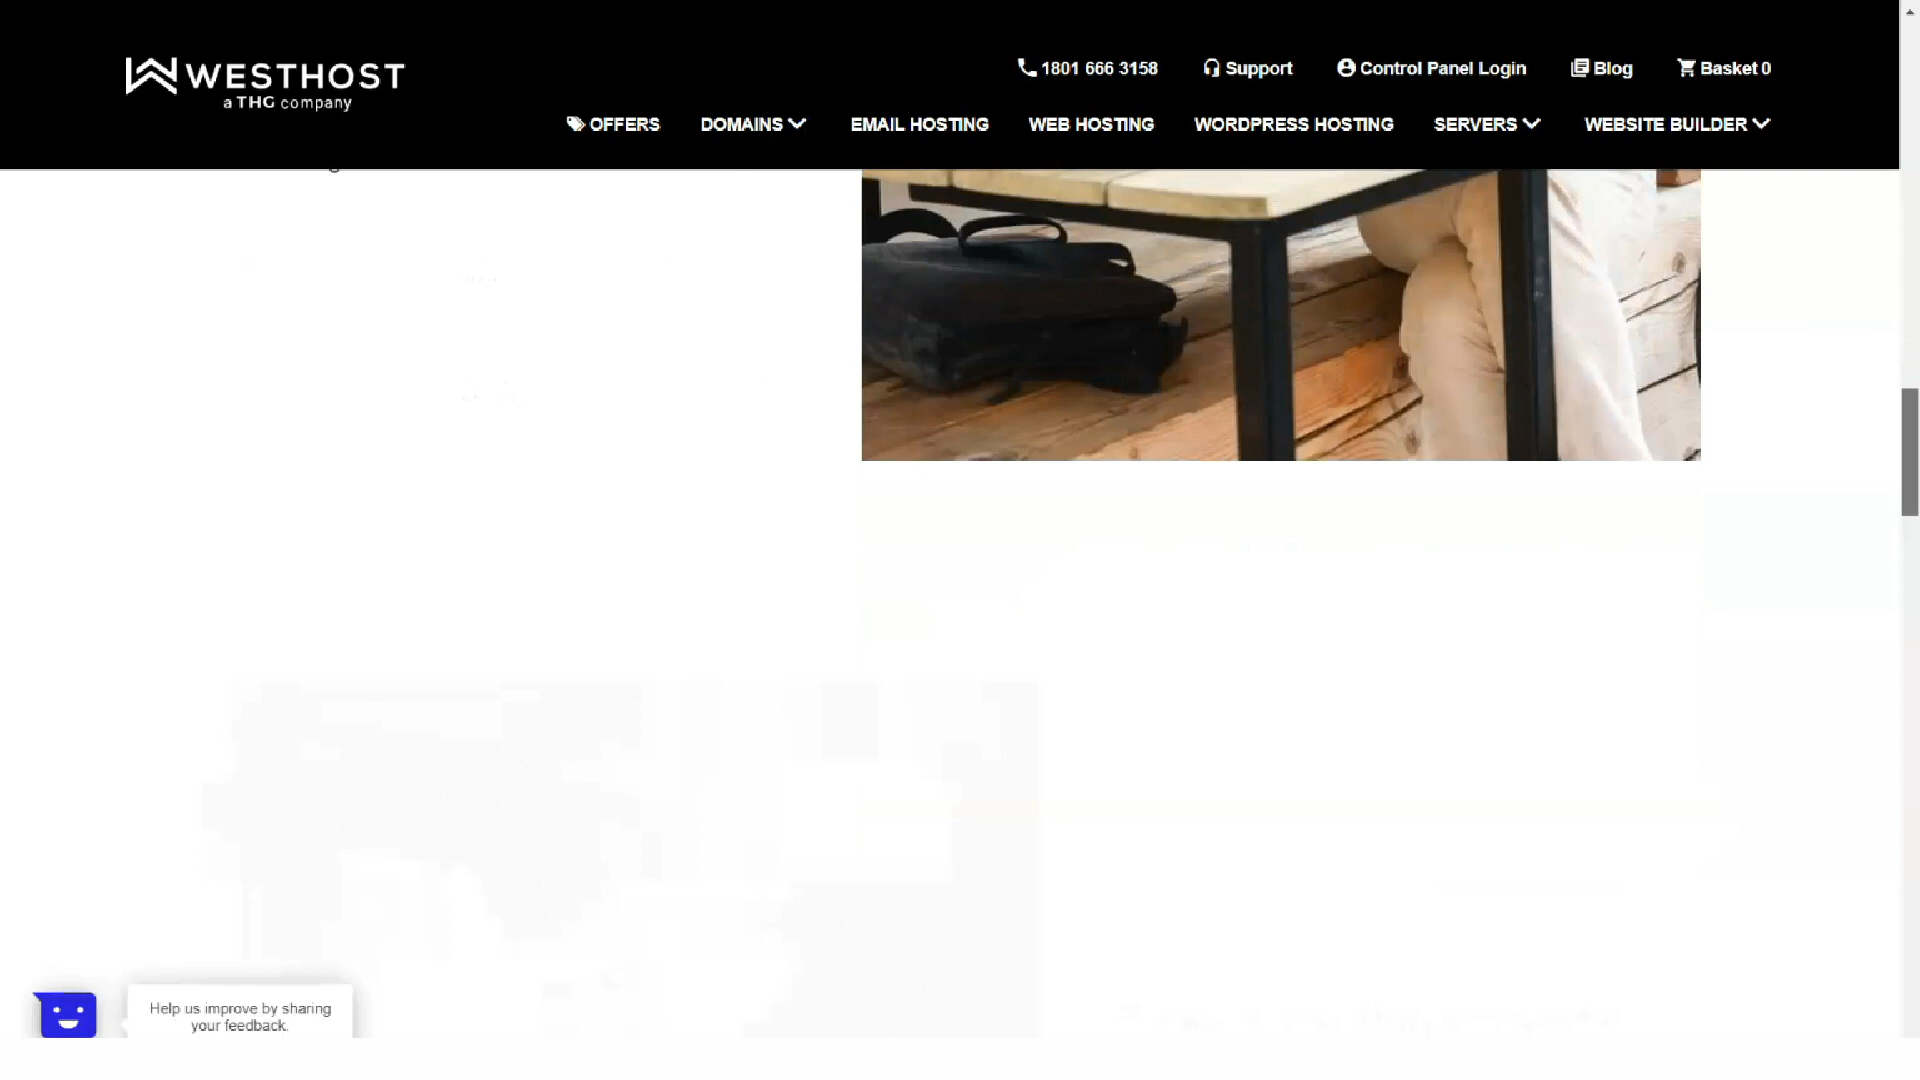 WESTHOST
a THG company
1801 666 3158
Support
Control Panel Login
Blog
Basket 0
OFFERS
DOMAINS
EMAIL HOSTING
WEB HOSTING
WORDPRESS HOSTING
SERVERS
WEBSITE BUILDER
Help us improve by sharing
your feedback.